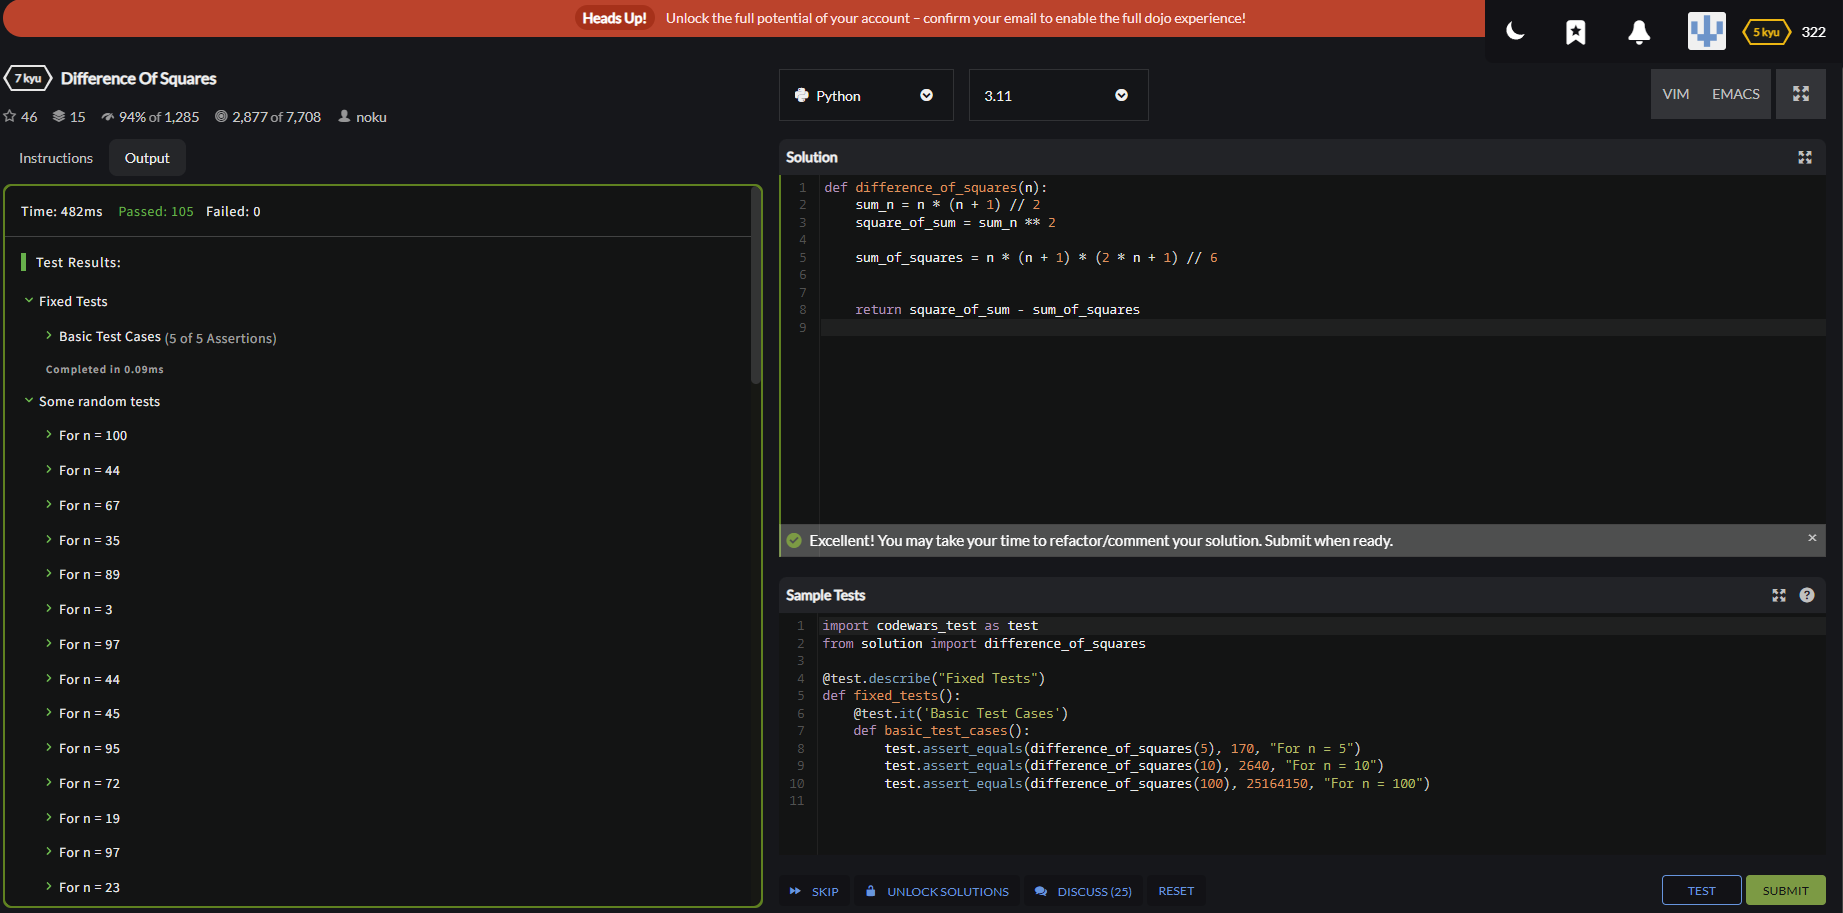 Heads Up! Unlock the full potential of your account – confirm your email to enable the full dojo experience!
5 kyu 322
7 kyu Difference Of Squares
46 15 94% of 1,285 2,877 of 7,708 noku
Instructions Output
Time: 482ms Passed: 105 Failed: 0
Test Results:
Fixed Tests
Basic Test Cases (5 of 5 Assertions)
Completed in 0.09ms
Some random tests
For n = 100
For n = 44
For n = 67
For n = 35
For n = 89
For n = 3
For n = 97
For n = 44
For n = 45
For n = 95
For n = 72
For n = 19
For n = 97
For n = 23
Python 3.11 VIM EMACS
Solution
1 def difference_of_squares(n):
2     sum_n = n * (n + 1) // 2
3     square_of_sum = sum_n ** 2
4
5     sum_of_squares = n * (n + 1) * (2 * n + 1) // 6
6
7
8     return square_of_sum - sum_of_squares
9
Excellent! You may take your time to refactor/comment your solution. Submit when ready. ×
Sample Tests ?
1 import codewars_test as test
2 from solution import difference_of_squares
3
4 @test.describe("Fixed Tests")
5 def fixed_tests():
6     @test.it('Basic Test Cases')
7     def basic_test_cases():
8         test.assert_equals(difference_of_squares(5), 170, "For n = 5")
9         test.assert_equals(difference_of_squares(10), 2640, "For n = 10")
10         test.assert_equals(difference_of_squares(100), 25164150, "For n = 100")
11
SKIP UNLOCK SOLUTIONS DISCUSS (25) RESET TEST SUBMIT